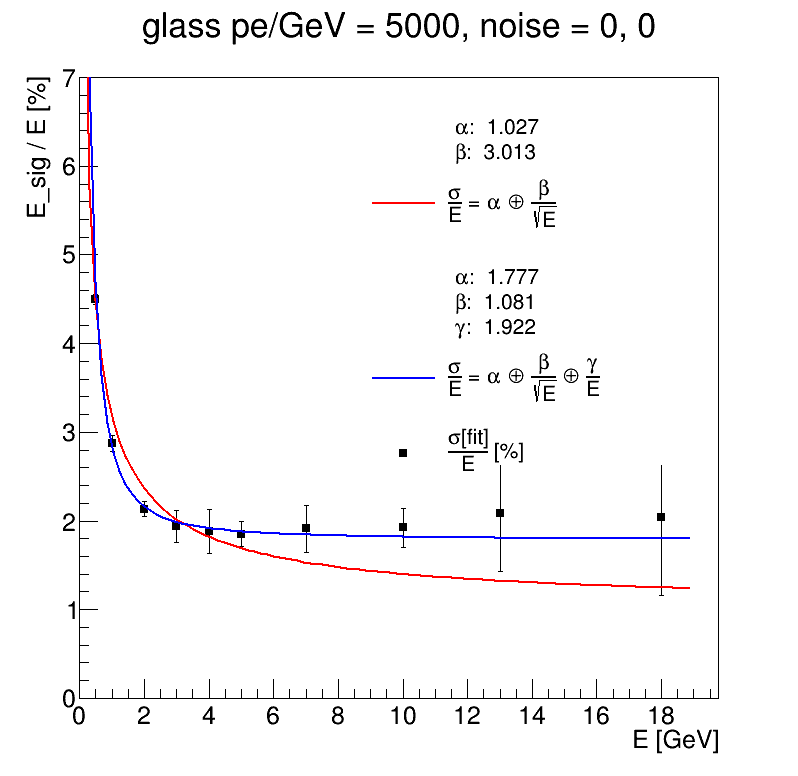 glass pe/GeV = 5000, noise = 0, 0
E_sig / E [%]
7
6
5
4
3
2
1
0
α: 1.027
β: 3.013
σ/E = α ⊕ β/√E
α: 1.777
β: 1.081
γ: 1.922
σ/E = α ⊕ β/√E ⊕ γ/E
σ[fit]/E [%]
0 2 4 6 8 10 12 14 16 18
E [GeV]